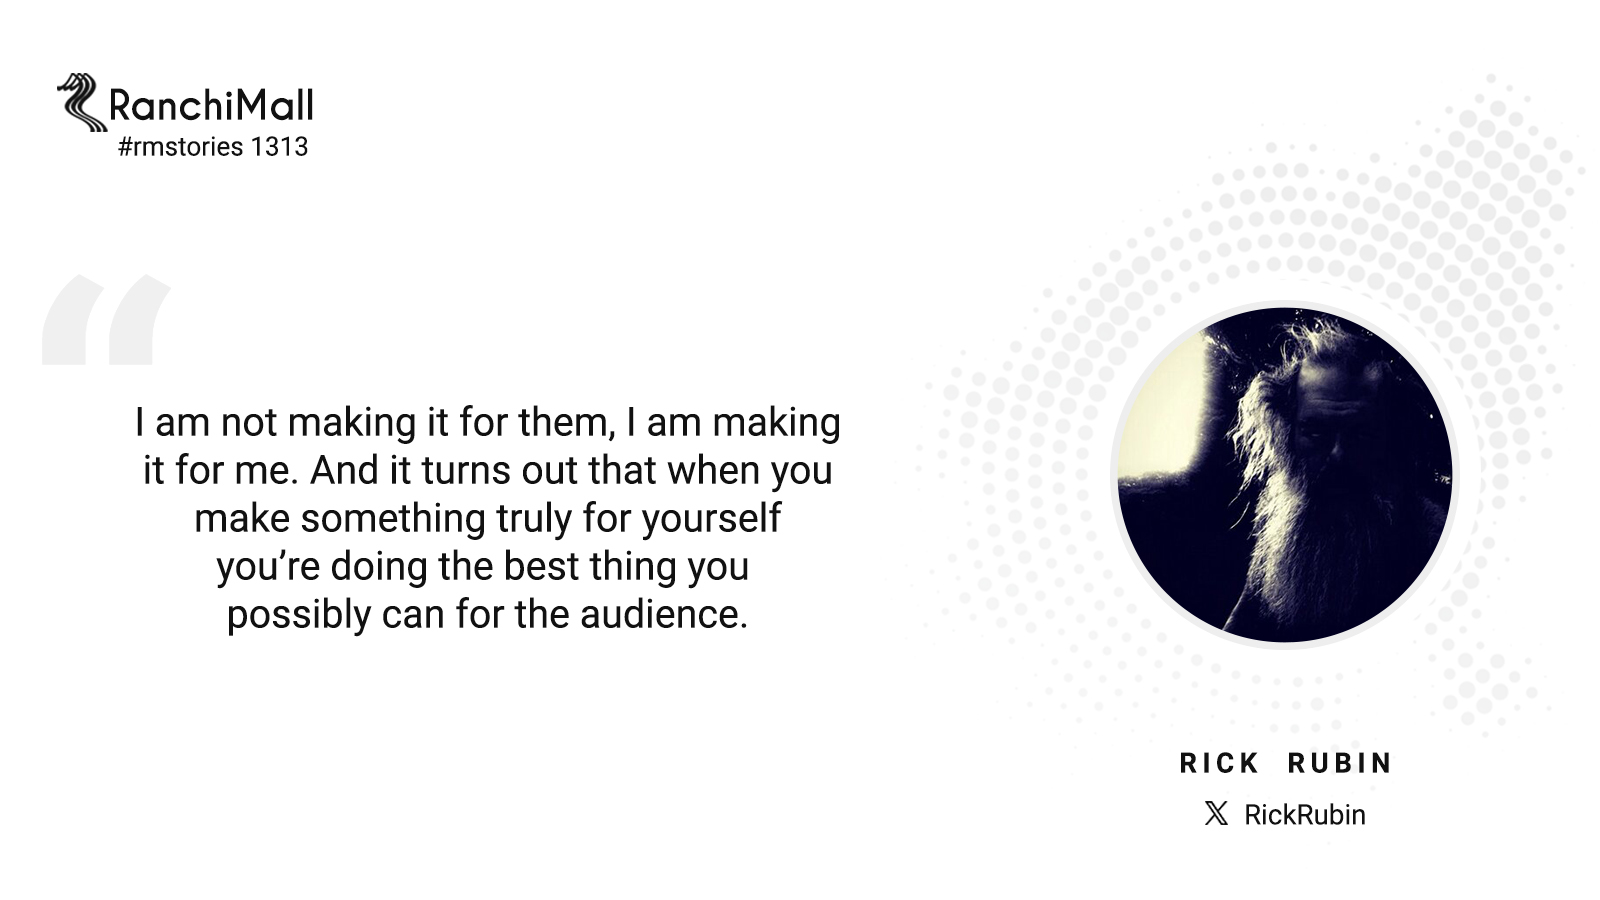 RanchiMall
#rmstories 1313
“
I am not making it for them, I am making
it for me. And it turns out that when you
make something truly for yourself
you’re doing the best thing you
possibly can for the audience.
RICK RUBIN
𝕏 RickRubin